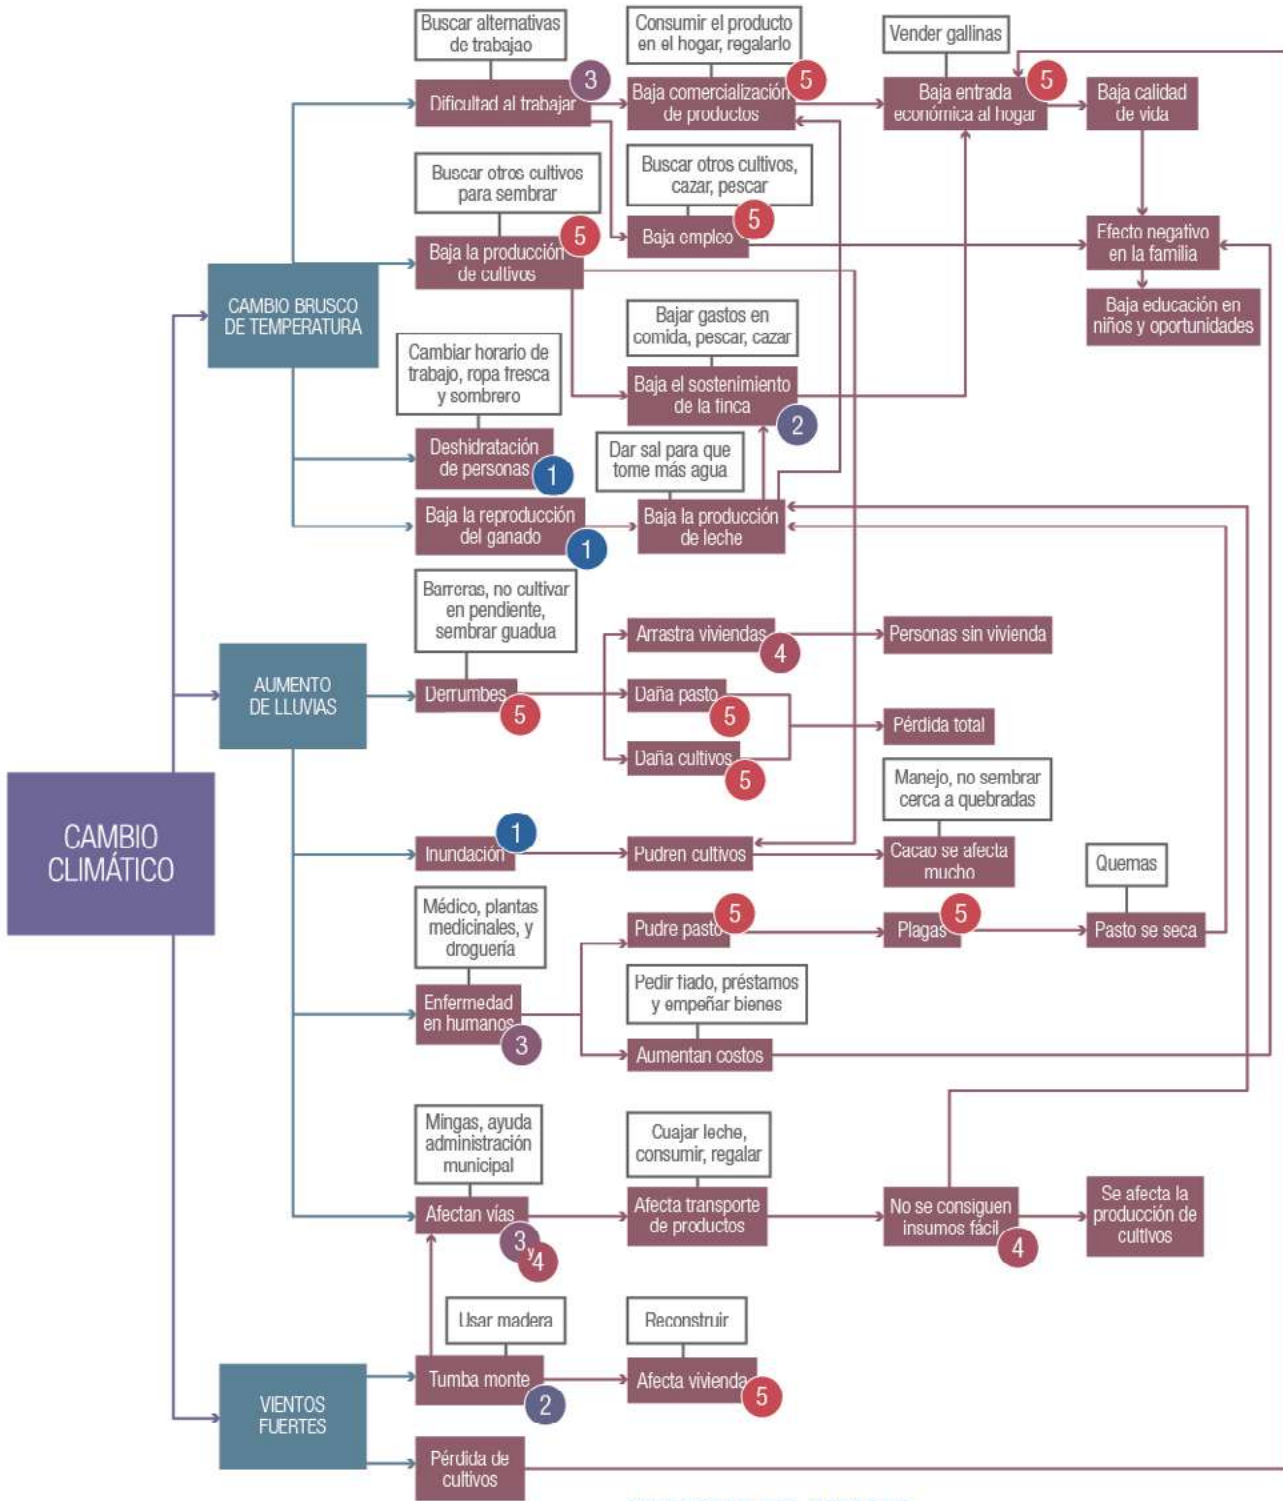 Buscar alternativas
de trabajao
3
Dificultad al trabajar
Consumir el producto
en el hogar, regalarlo
5
Baja comercialización
de productos
Vender gallinas
5
Baja entrada
económica al hogar
Baja calidad
de vida
Buscar otros cultivos
para sembrar
5
Baja la producción
de cultivos
Buscar otros cultivos,
cazar, pescar
5
Baja empleo
Efecto negativo
en la familia
Baja educación en
niños y oportunidades
CAMBIO BRUSCO
DE TEMPERATURA
Bajar gastos en
comida, pescar, cazar
Baja el sostenimiento
de la finca
2
Cambiar horario de
trabajo, ropa fresca
y sombrero
Deshidratación
de personas
1
Dar sal para que
tome más agua
Baja la reproducción
del ganado
1
Baja la producción
de leche
Barreras, no cultivar
en pendiente,
sembrar guadua
Derrumbes
5
Arrastra viviendas
4
Personas sin vivienda
AUMENTO
DE LLUVIAS
Daña pasto
5
Daña cultivos
5
Pérdida total
CAMBIO
CLIMÁTICO
1
Inundación
Pudren cultivos
Manejo, no sembrar
cerca a quebradas
Cacao se afecta
mucho
Médico, plantas
medicinales, y
droguería
Enfermedad
en humanos
3
Pudre pasto
5
Plagas
5
Quemas
Pasto se seca
Pedir fiado, préstamos
y empeñar bienes
Aumentan costos
Mingas, ayuda
administración
municipal
Afectan vías
3 y 4
Cuajar leche,
consumir, regalar
Afecta transporte
de productos
No se consiguen
insumos fácil
4
Se afecta la
producción de
cultivos
Usar madera
Tumba monte
2
Reconstruir
Afecta vivienda
5
VIENTOS
FUERTES
Pérdida de
cultivos